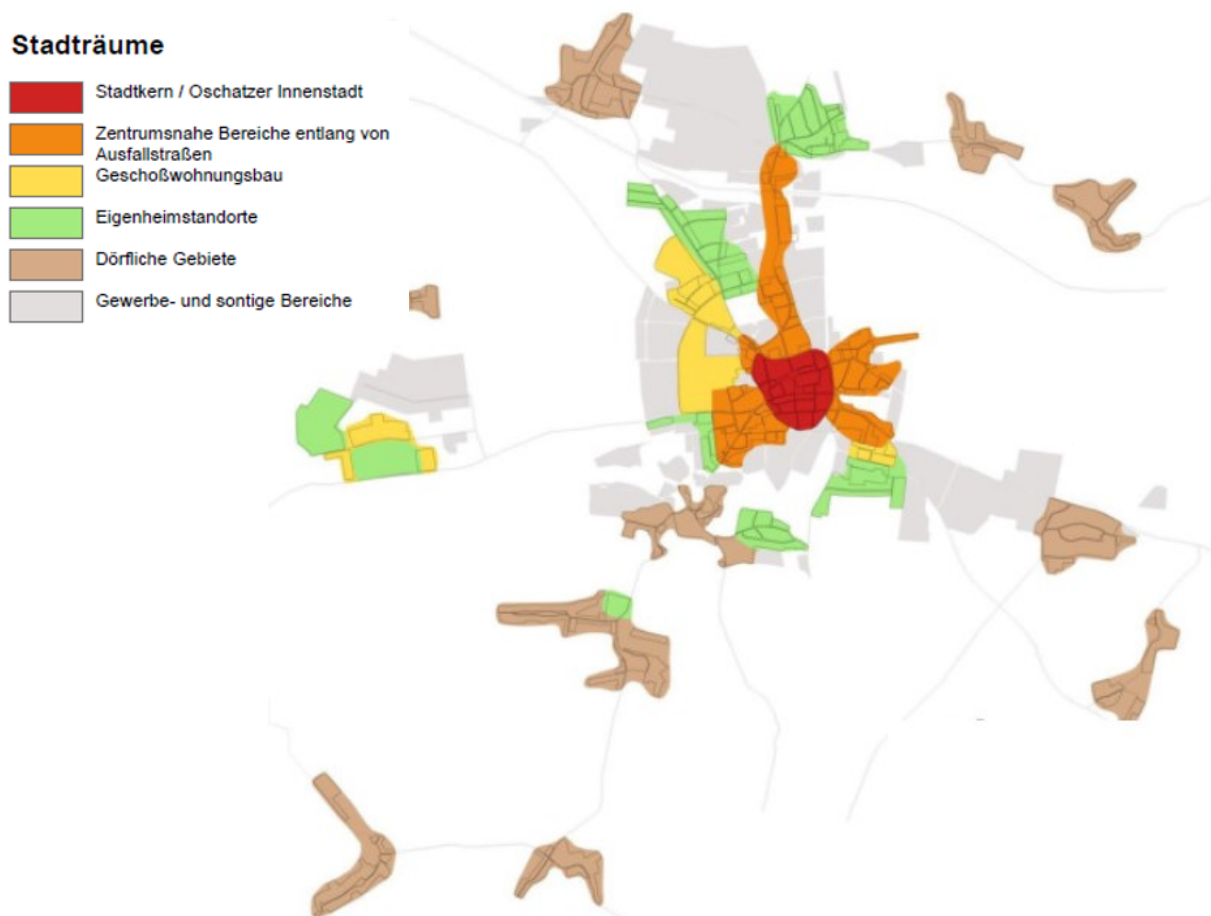 Stadträume
Stadtkern / Oschatzer Innenstadt
Zentrumsnahe Bereiche entlang von
Ausfallstraßen
Geschoßwohnungsbau
Eigenheimstandorte
Dörfliche Gebiete
Gewerbe- und sontige Bereiche